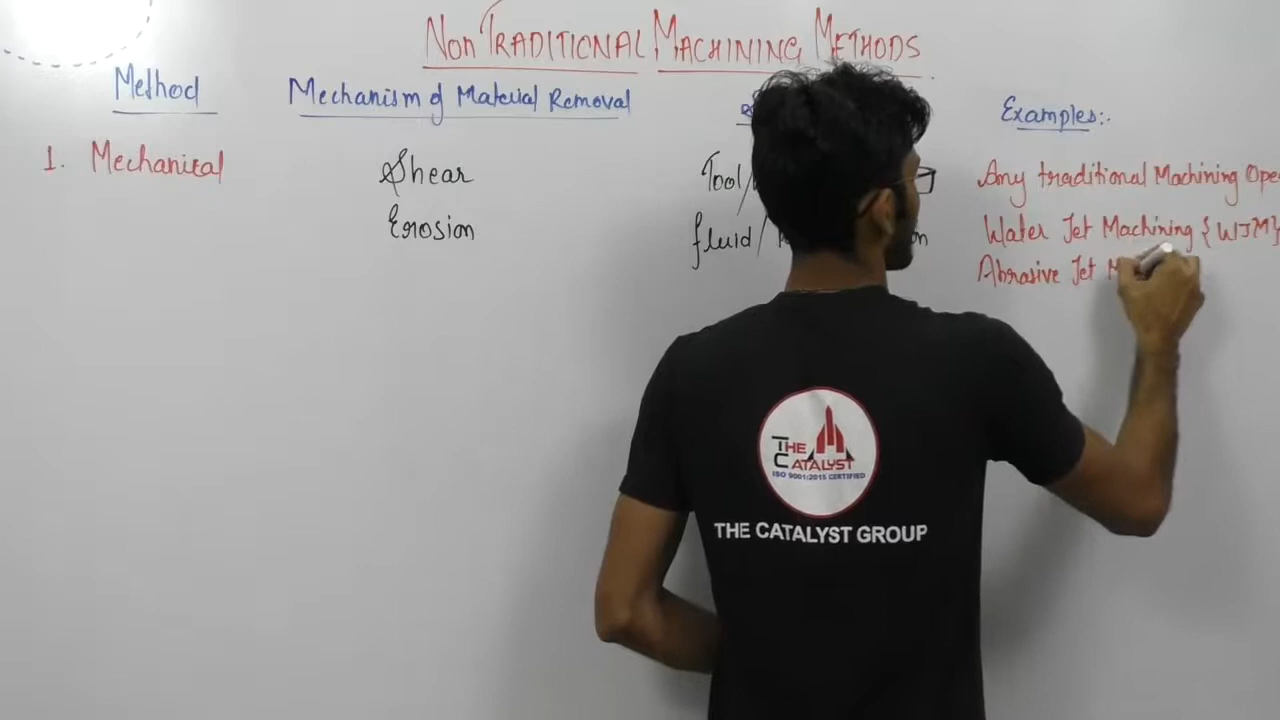 Non TRADITIONAL MACHINING METHODS
Method Mechanism of Material Removal Examples:-
1. Mechanical Shear Tool/ Any traditional Machining Ope
Erosion fluid/ Water Jet Machining {WJM}
Abrasive Jet M
THE
CATALYST
ISO 9001:2015 CERTIFIED
THE CATALYST GROUP